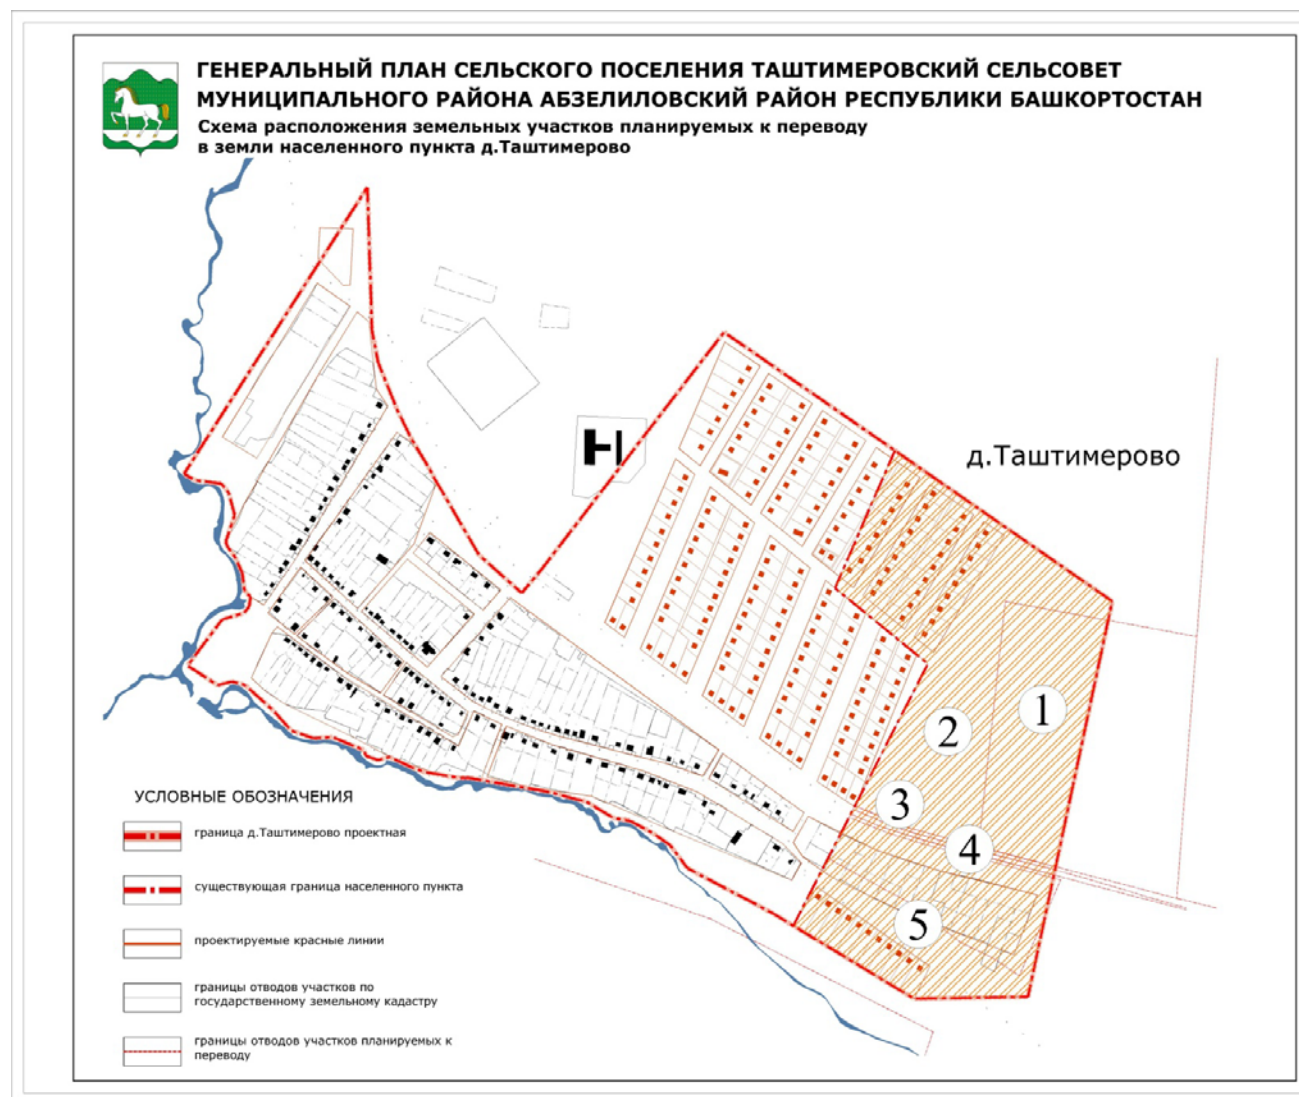 ГЕНЕРАЛЬНЫЙ ПЛАН СЕЛЬСКОГО ПОСЕЛЕНИЯ ТАШТИМЕРОВСКИЙ СЕЛЬСОВЕТ
МУНИЦИПАЛЬНОГО РАЙОНА АБЗЕЛИЛОВСКИЙ РАЙОН РЕСПУБЛИКИ БАШКОРТОСТАН
Схема расположения земельных участков планируемых к переводу
в земли населенного пункта д.Таштимерово
д.Таштимерово
1
2
3
4
5
УСЛОВНЫЕ ОБОЗНАЧЕНИЯ
граница д.Таштимерово проектная
существующая граница населенного пункта
проектируемые красные линии
границы отводов участков по
государственному земельному кадастру
границы отводов участков планируемых к
переводу